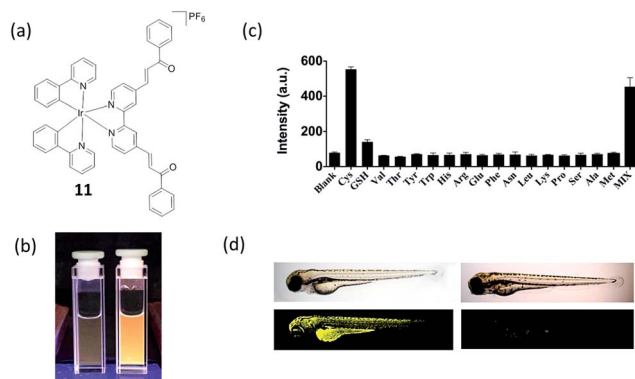 (a)
PF6
N
O
Ir
N
N
N
O
11
(b)
(c)
Intensity (a.u.)
600
400
200
0
Blank
Cys
GSH
Val
Thr
Tyr
Trp
His
Arg
Glu
Phe
Asn
Leu
Lys
Pro
Ser
Ala
Met
MIX
(d)